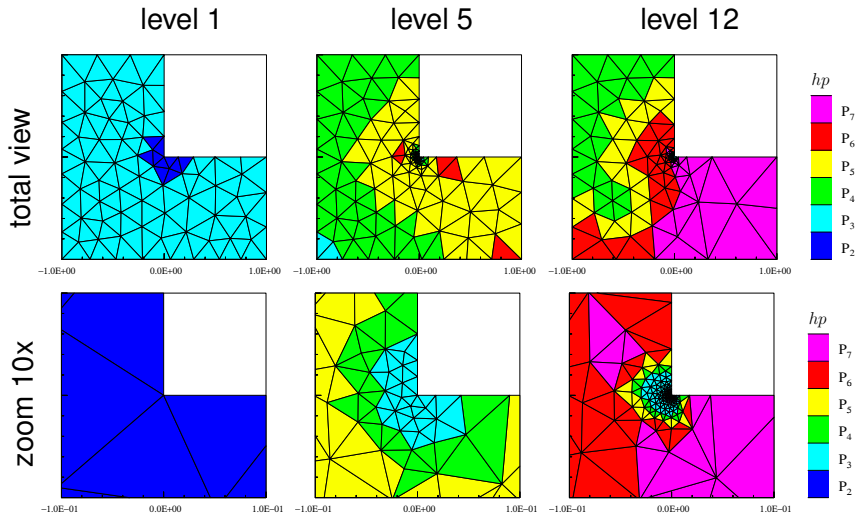 level 1 level 5 level 12
total view
hp
P7
P6
P5
P4
P3
P2
−1.0E+00 0.0E+00 1.0E+00 −1.0E+00 0.0E+00 1.0E+00 −1.0E+00 0.0E+00 1.0E+00
zoom 10x
hp
P7
P6
P5
P4
P3
P2
−1.0E−01 0.0E+00 1.0E−01 −1.0E−01 0.0E+00 1.0E−01 −1.0E−01 0.0E+00 1.0E−01